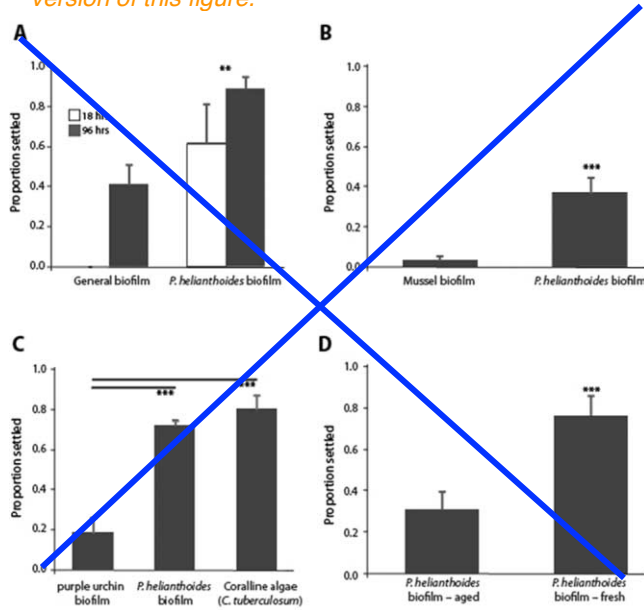 version of this figure.
A
Proportion settled
1.0
0.8
0.6
0.4
0.2
0.0
18 hrs
96 hrs
**
General biofilm
P. helianthoides biofilm
B
Proportion settled
1.0
0.8
0.6
0.4
0.2
0.0
***
Mussel biofilm
P. helianthoides biofilm
C
Proportion settled
1.0
0.8
0.6
0.4
0.2
0.0
***
***
purple urchin
biofilm
P. helianthoides
biofilm
Coralline algae
(C. tuberculosum)
D
Proportion settled
1.0
0.8
0.6
0.4
0.2
0.0
***
P. helianthoides
biofilm – aged
P. helianthoides
biofilm – fresh